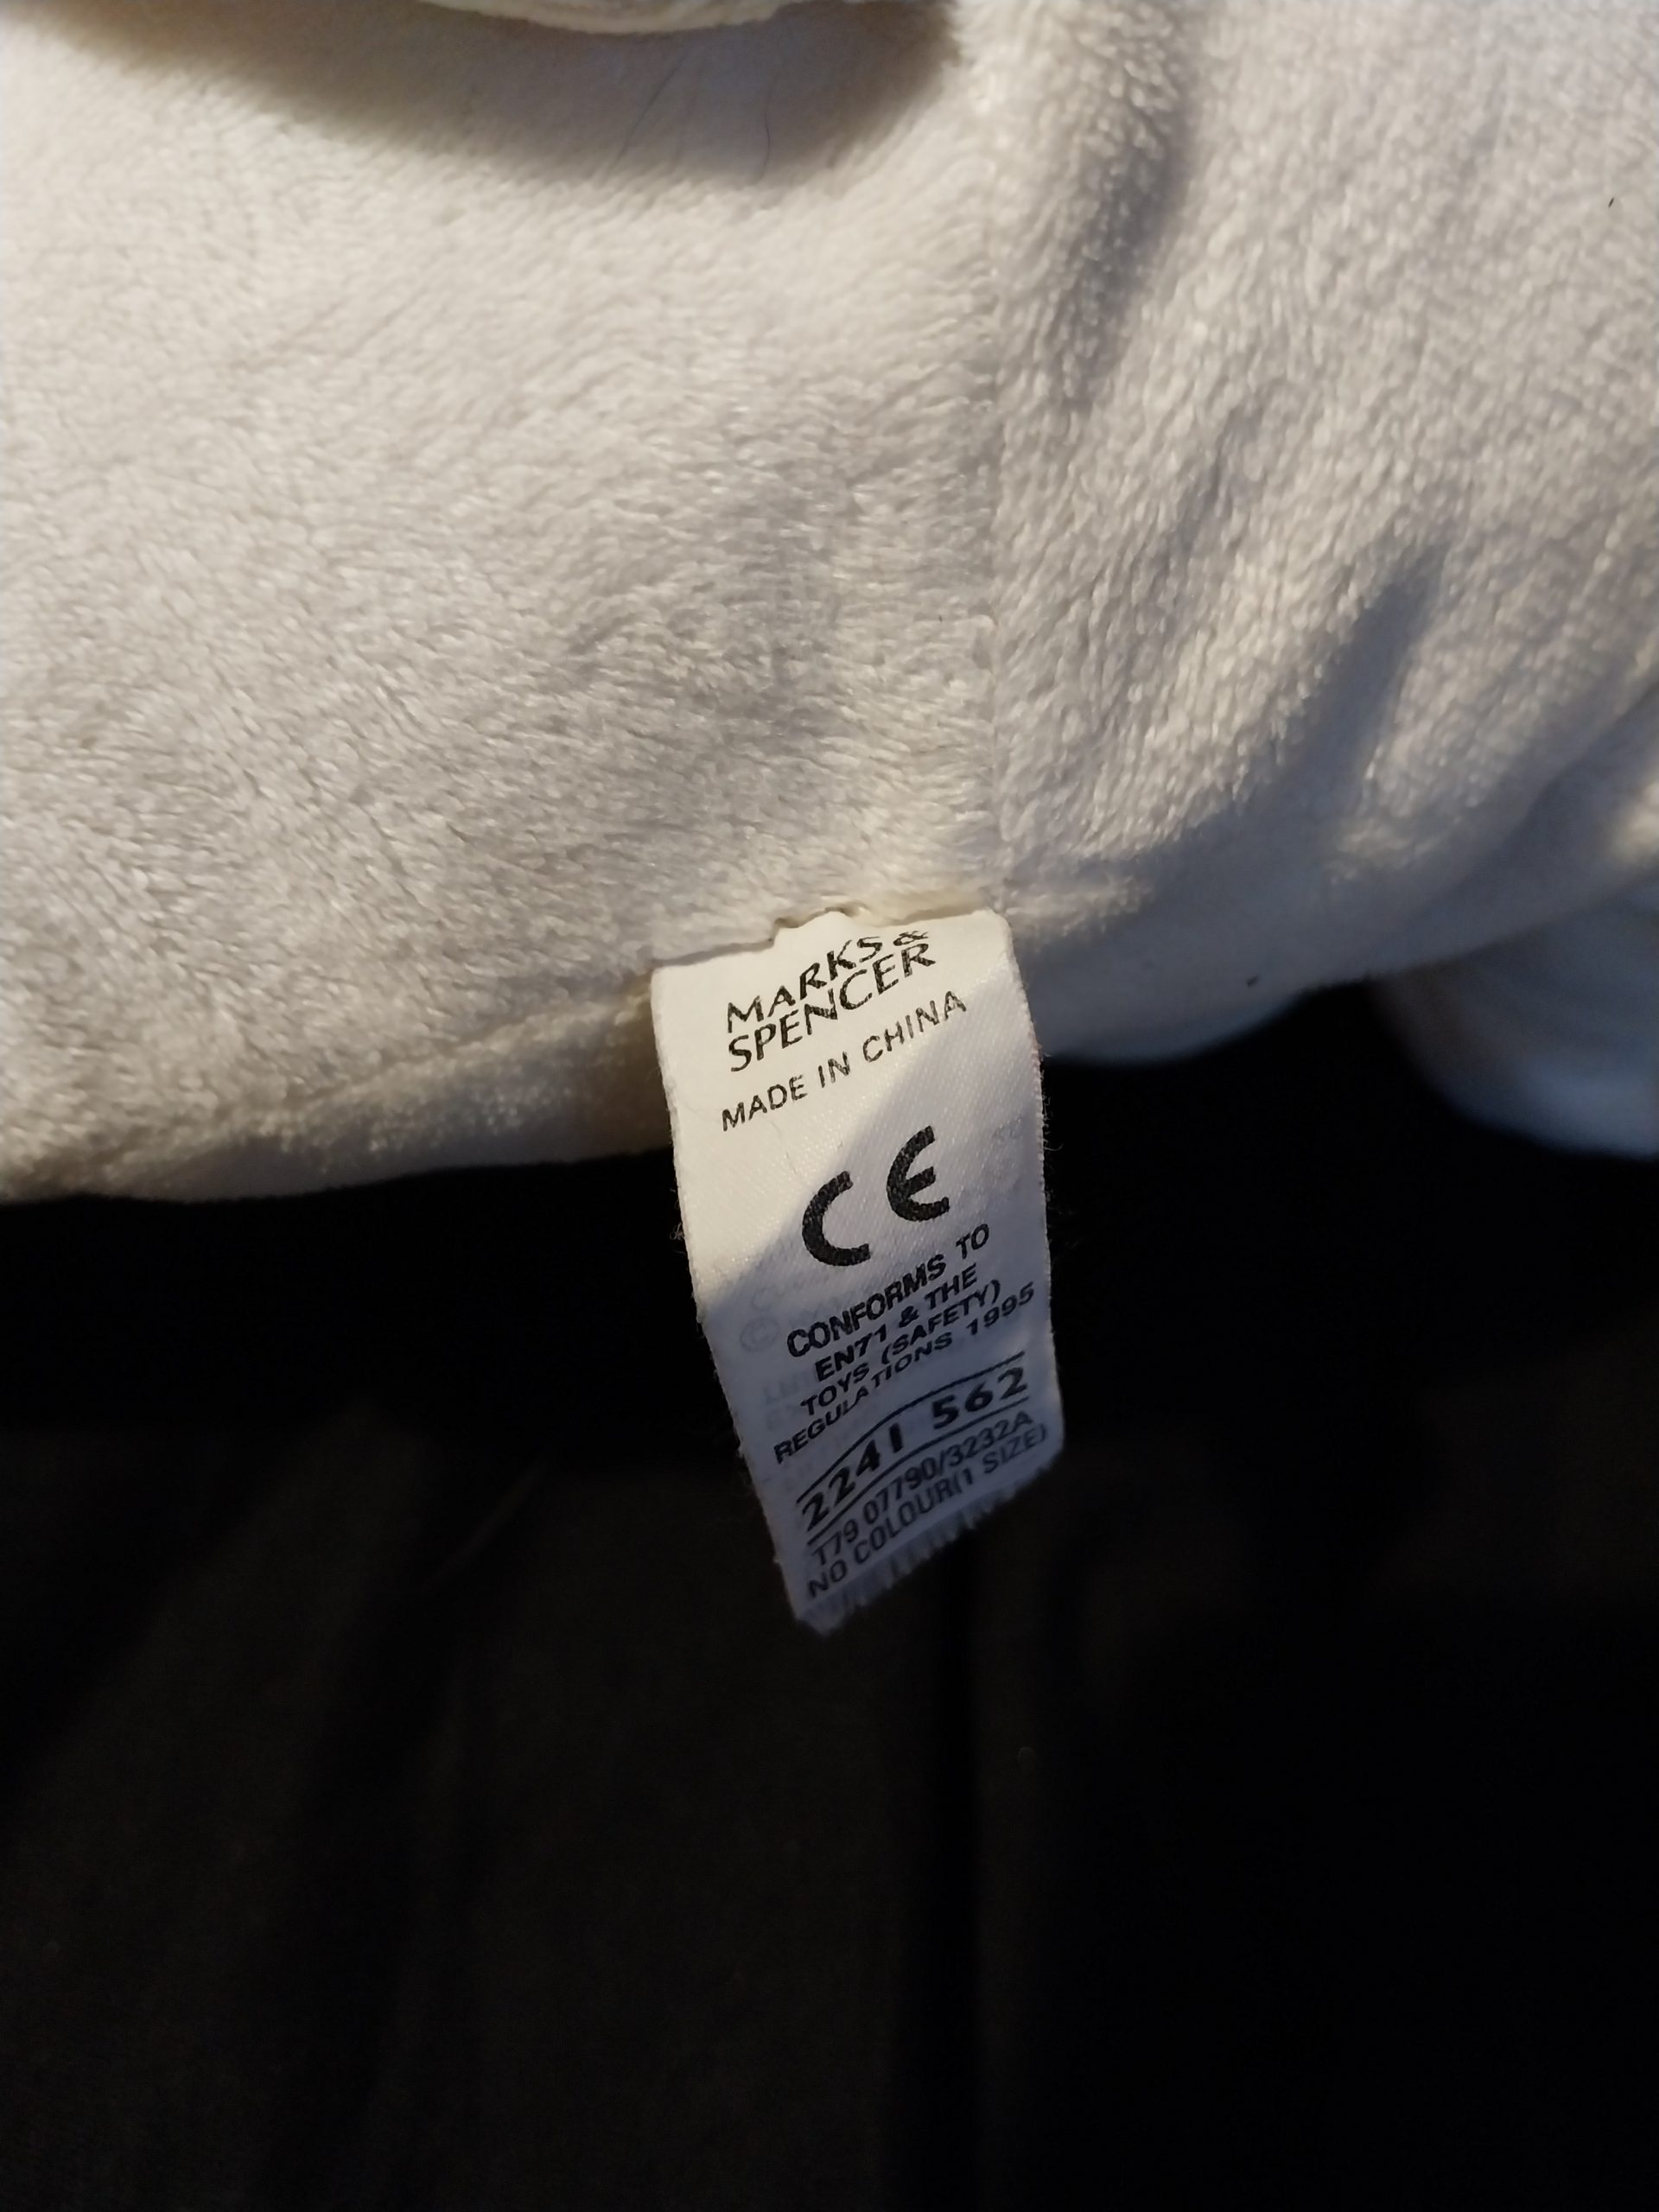 MARKS &
SPENCER
MADE IN CHINA
CE
CONFORMS TO
EN71 & THE
TOYS (SAFETY)
REGULATIONS 1995
2241 562
T79 07790/3232A
NO COLOUR(1 SIZE)